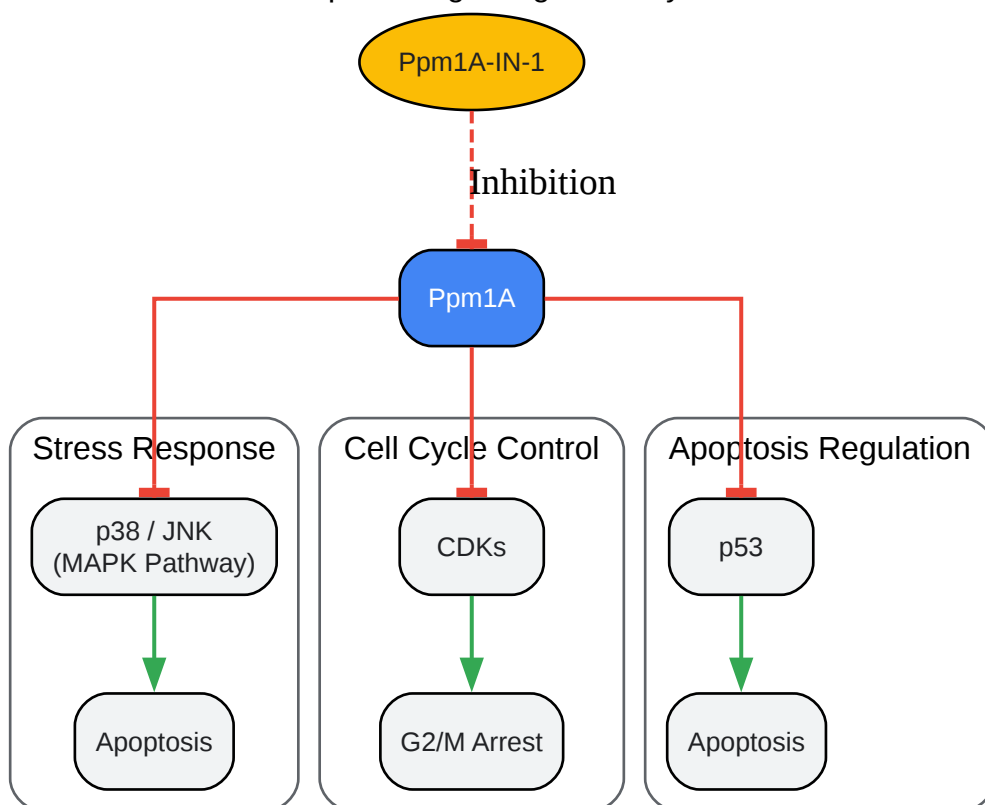 Ppm1A-IN-1
Inhibition
Ppm1A
Stress Response
Cell Cycle Control
Apoptosis Regulation
p38 / JNK
(MAPK Pathway)
CDKs
p53
Apoptosis
G2/M Arrest
Apoptosis